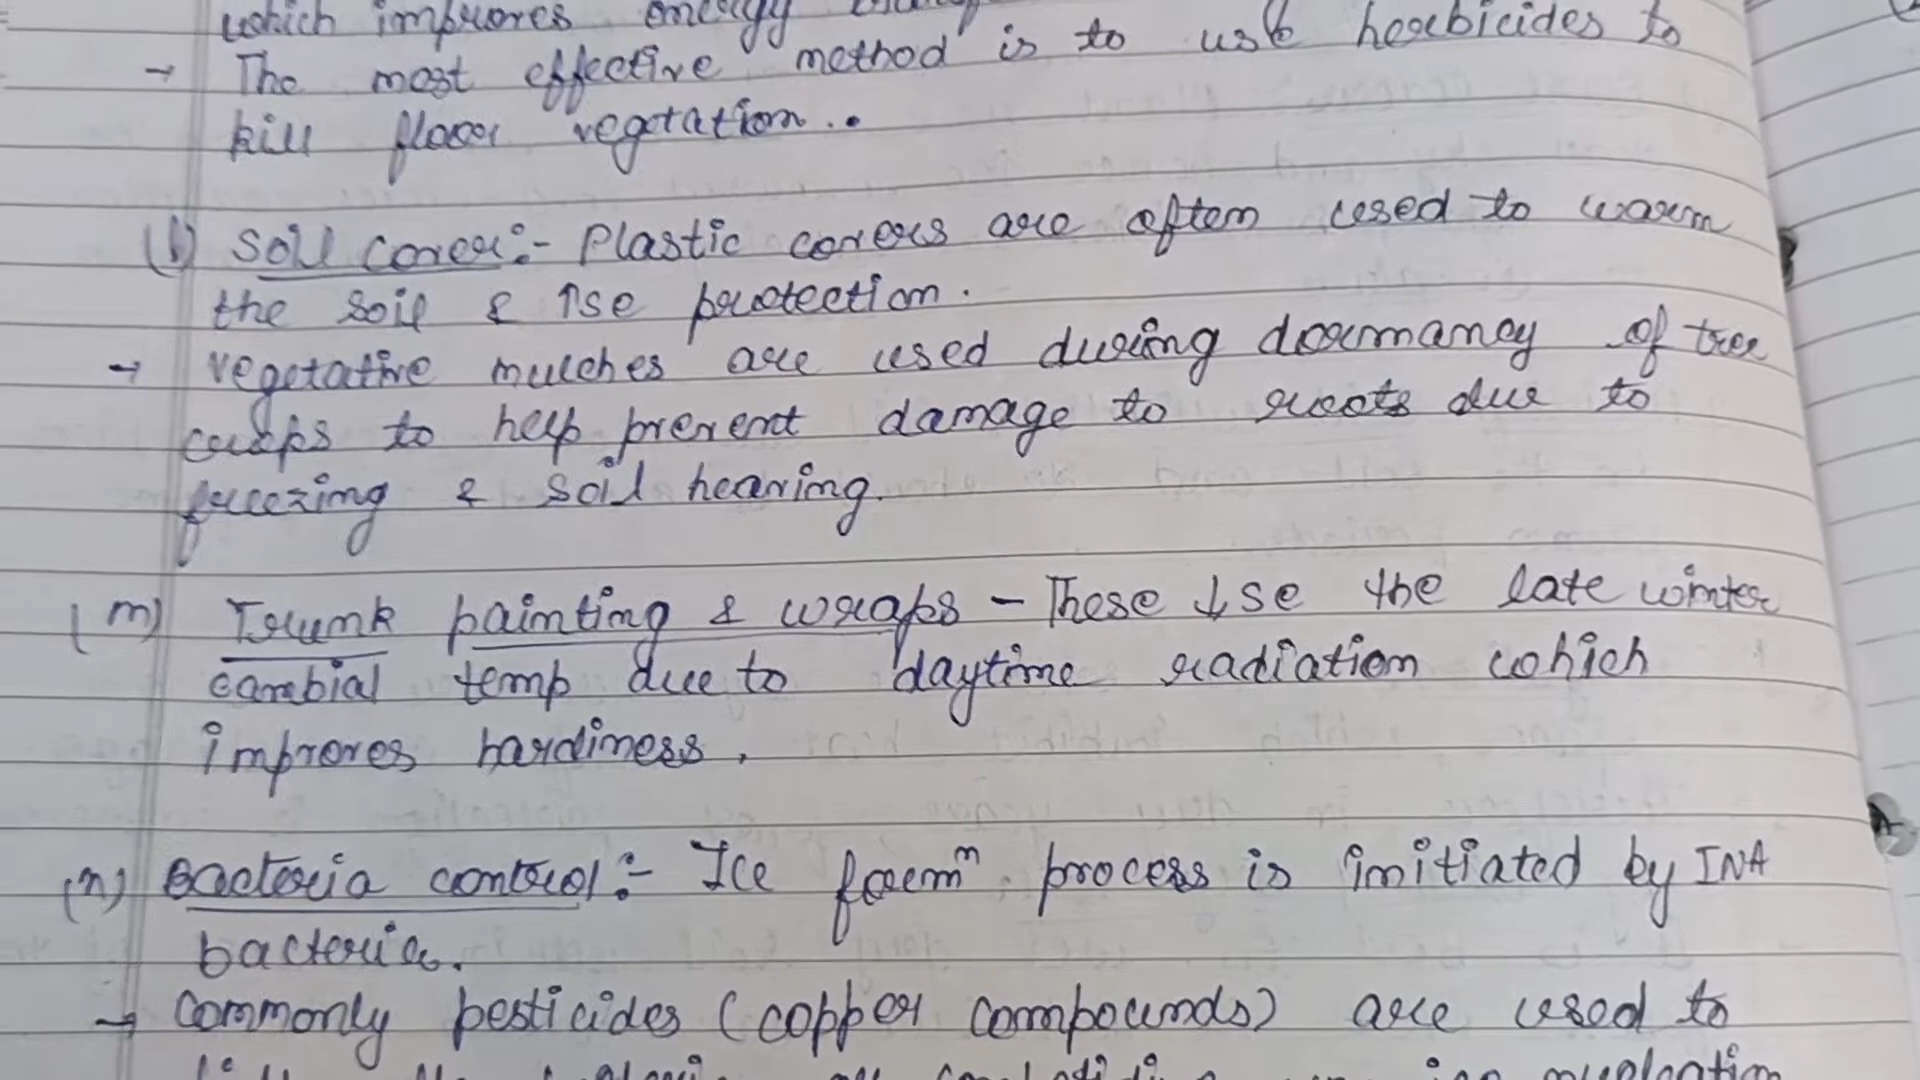 which improves energy
→ The most effective method is to use herbicides to
kill floor vegetation..
(l) Soil cover:- Plastic covers are often used to warm
the soil & ↑se protection.
→ vegetative mulches are used during dormancy of tree
crops to help prevent damage to roots due to
freezing & soil heaving.
(m) Trunk painting & wraps - These ↓se the late winter
cambial temp due to daytime radiation which
improves hardiness.
(n) Bacteria control:- Ice formⁿ process is initiated by INA
bacteria.
→ Commonly pesticides (copper compounds) are used to